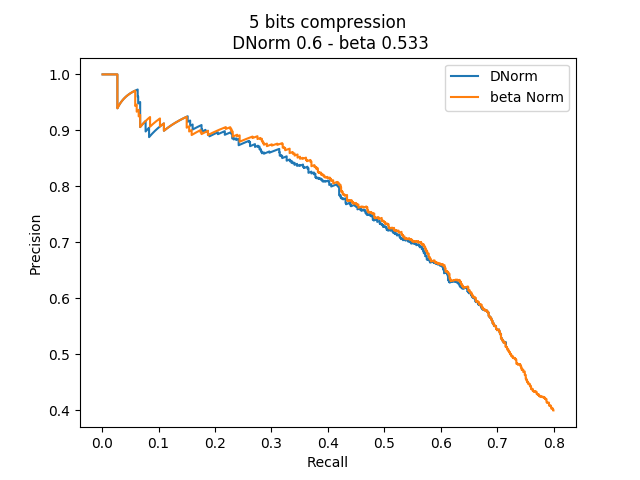 5 bits compression
DNorm 0.6 - beta 0.533
DNorm
beta Norm
Precision
1.0
0.9
0.8
0.7
0.6
0.5
0.4
0.0 0.1 0.2 0.3 0.4 0.5 0.6 0.7 0.8
Recall